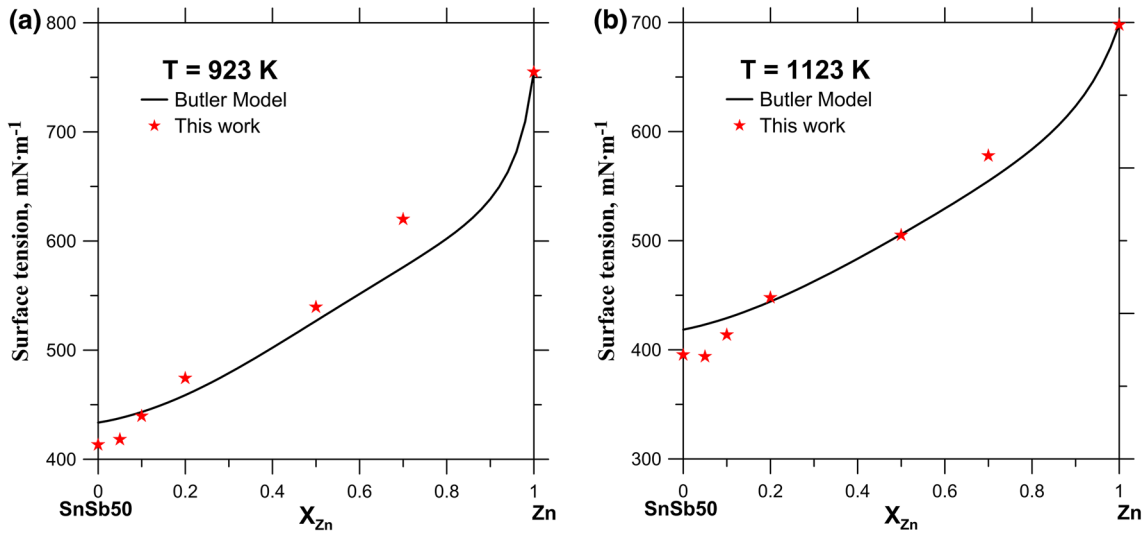 (a)
T = 923 K
Butler Model
This work
Surface tension, mN·m⁻¹
800
700
600
500
400
0
0.2
0.4
0.6
0.8
1
SnSb50
X_Zn
Zn
(b)
T = 1123 K
Butler Model
This work
Surface tension, mN·m⁻¹
700
600
500
400
300
0
0.2
0.4
0.6
0.8
1
SnSb50
X_Zn
Zn